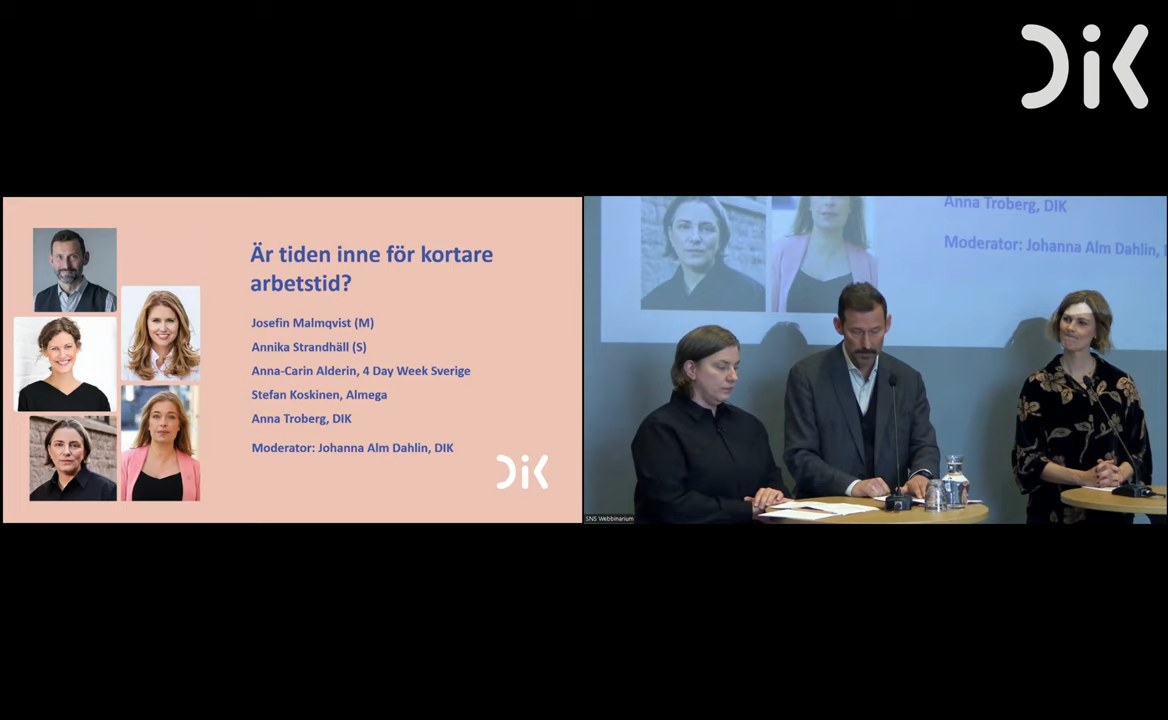 DiK
Är tiden inne för kortare
arbetstid?
Josefin Malmqvist (M)
Annika Strandhäll (S)
Anna-Carin Alderin, 4 Day Week Sverige
Stefan Koskinen, Almega
Anna Troberg, DIK
Moderator: Johanna Alm Dahlin, DIK
DiK
Anna Troberg, DIK
Moderator: Johanna Alm Dahlin,
SNS Webbinarium